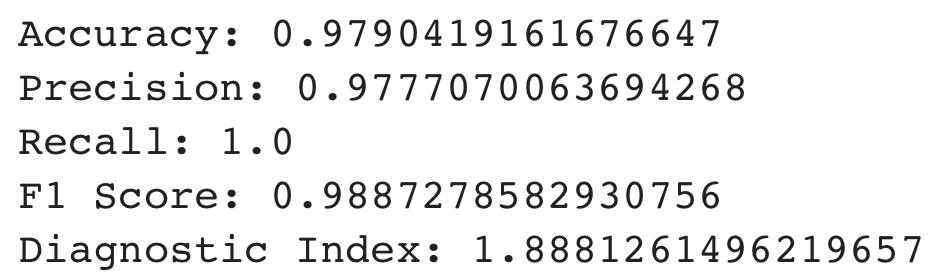 Accuracy: 0.9790419161676647
Precision: 0.9777070063694268
Recall: 1.0
F1 Score: 0.9887278582930756
Diagnostic Index: 1.8881261496219657